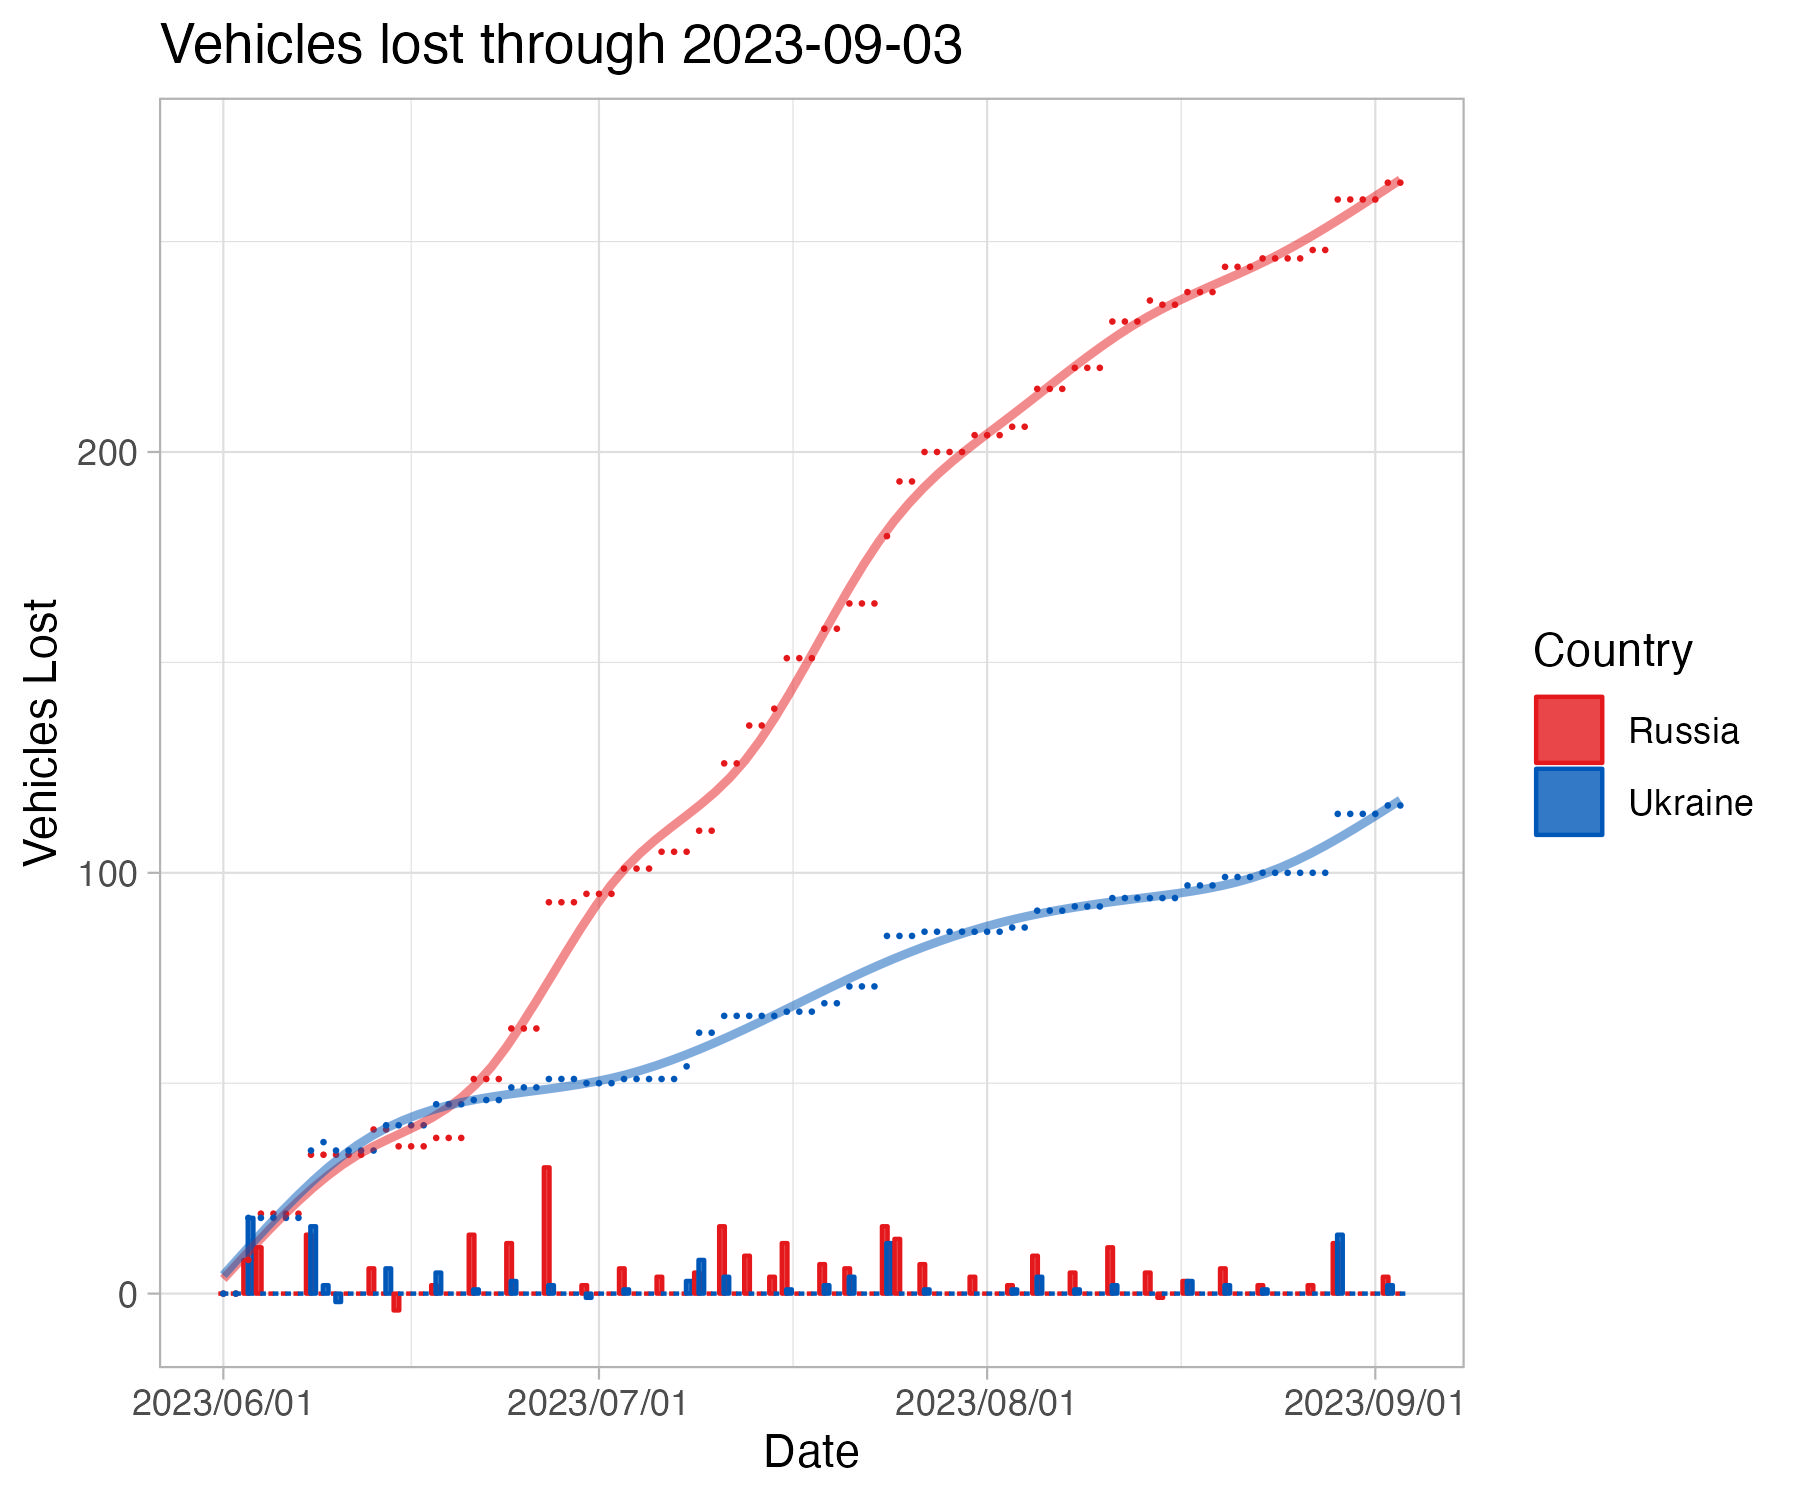 Vehicles lost through 2023-09-03
Vehicles Lost
200
100
0
2023/06/01
2023/07/01
2023/08/01
2023/09/01
Date
Country
Russia
Ukraine